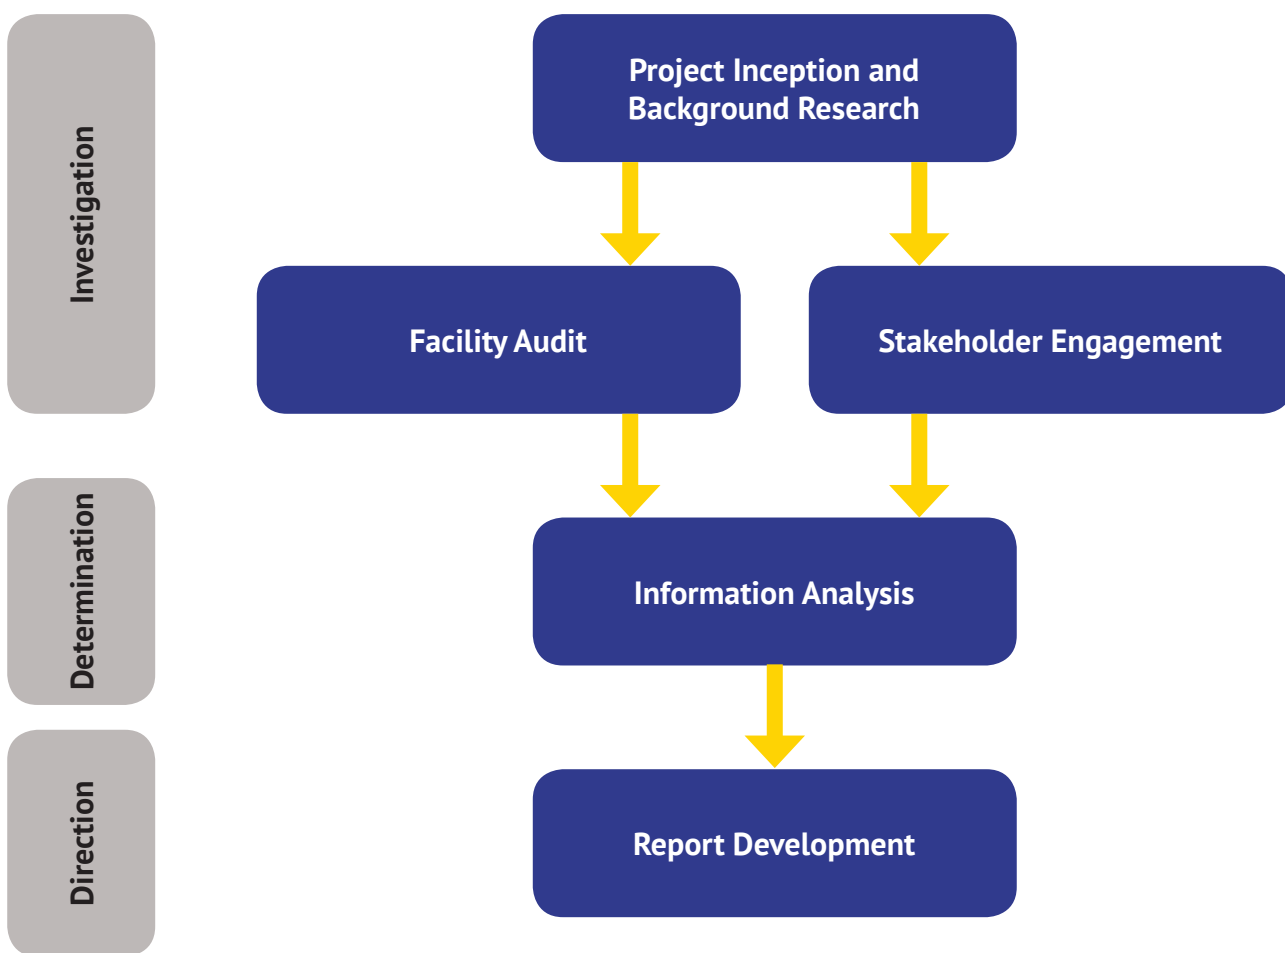 Investigation
Project Inception and
Background Research
Facility Audit
Stakeholder Engagement
Determination
Information Analysis
Direction
Report Development